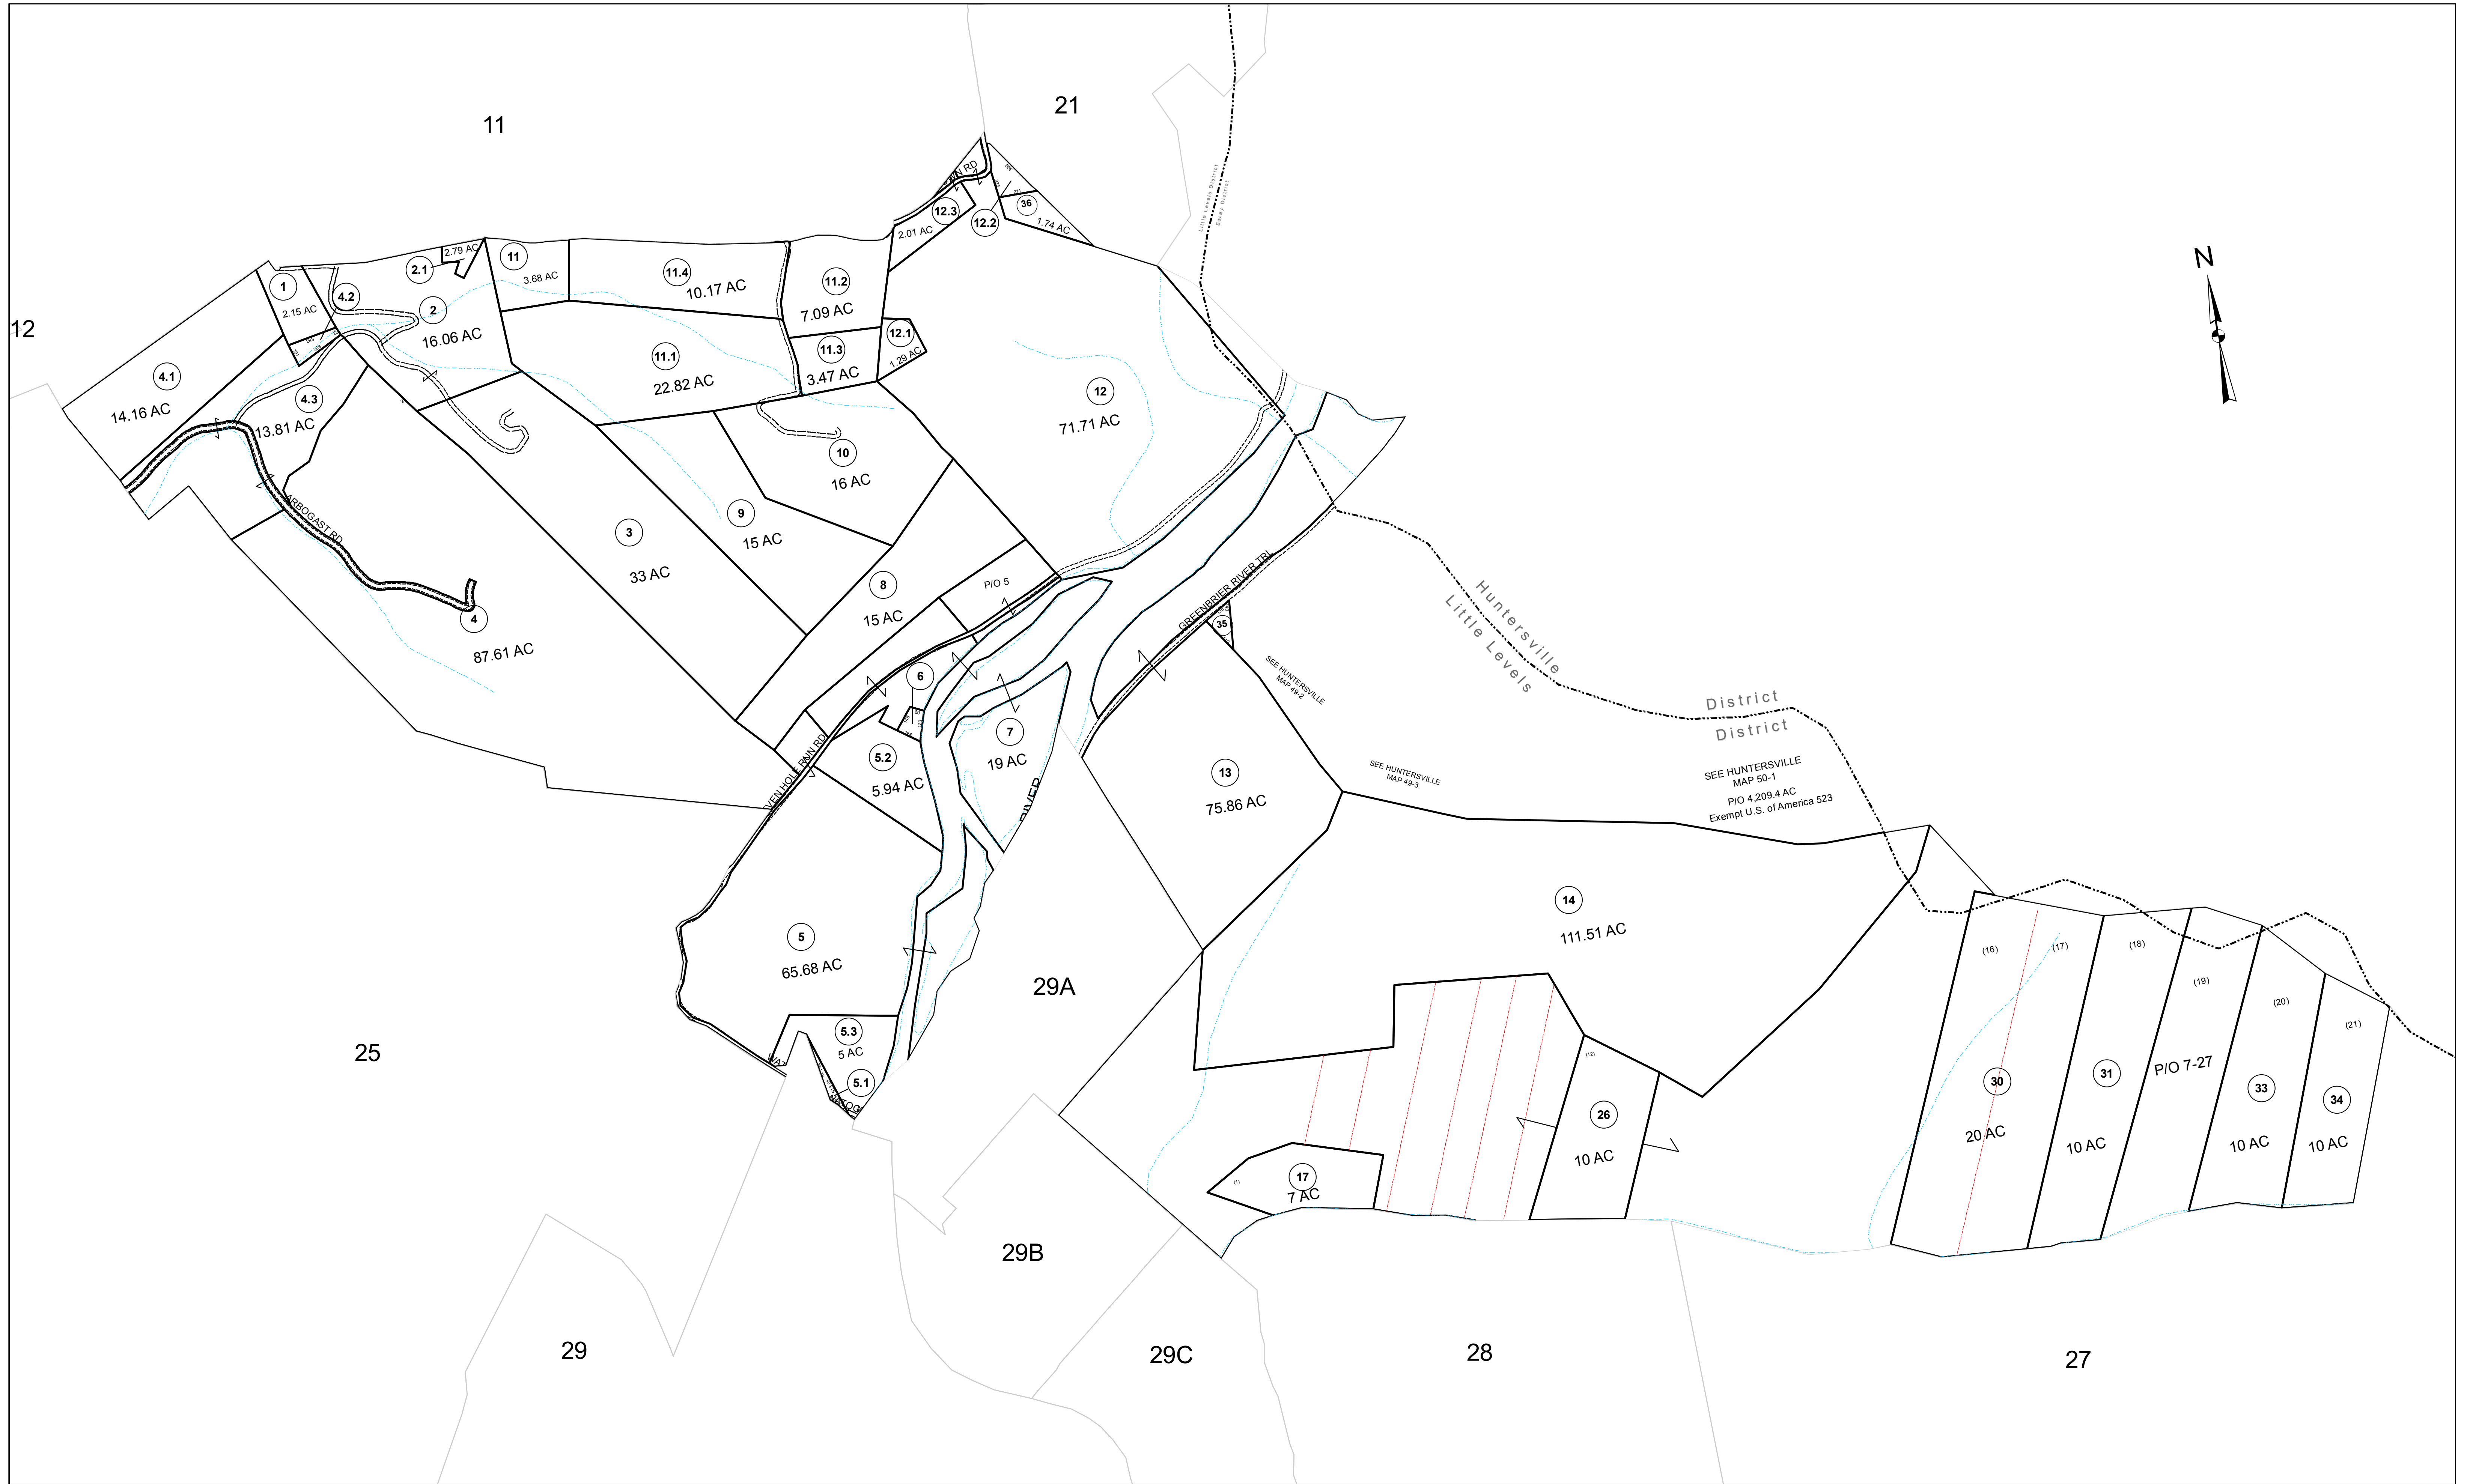 21
11
Little Levels District
Edray District
N
12
36
1.74 AC
12.3
2.01 AC
12.2
2.79 AC
2.1
11
3.68 AC
11.4
10.17 AC
11.2
7.09 AC
1
2.15 AC
4.2
2
16.06 AC
12.1
1.29 AC
11.3
3.47 AC
11.1
22.82 AC
4.1
14.16 AC
4.3
13.81 AC
12
71.71 AC
10
16 AC
9
15 AC
3
33 AC
ARBOGAST RD
8
15 AC
P/O 5
GREENBRIER RIVER TRL
35
4
87.61 AC
Huntersville
Little Levels
District
District
6
SEE HUNTERSVILLE
MAP 49-2
7
19 AC
5.2
5.94 AC
RIVER
13
75.86 AC
SEE HUNTERSVILLE
MAP 49-3
SEE HUNTERSVILLE
MAP 50-1
P/O 4,209.4 AC
Exempt U.S. of America 523
14
111.51 AC
5
65.68 AC
(16)
(17)
(18)
(19)
(20)
(21)
29A
25
5.3
5 AC
5.1
(12)
26
10 AC
30
20 AC
31
10 AC
P/O 7-27
33
10 AC
34
10 AC
(1)
17
7 AC
29B
29
29C
28
27